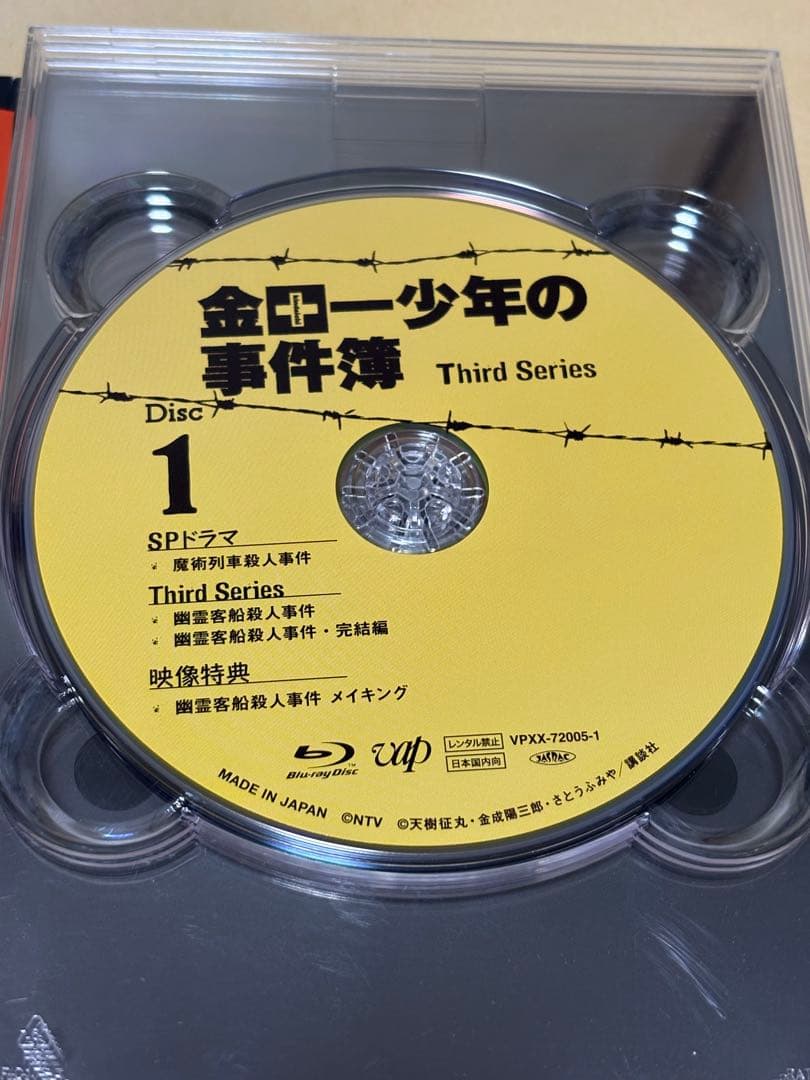 金田一少年の
事件簿 Third Series
Disc
1
SPドラマ
魔術列車殺人事件
Third Series
幽霊客船殺人事件
幽霊客船殺人事件・完結編
映像特典
幽霊客船殺人事件 メイキング
Blu-ray Disc™ vap レンタル禁止 VPXX-72005-1
日本国内向 JASRAC
MADE IN JAPAN ©NTV ©天樹征丸・金成陽三郎・さとうふみや／講談社